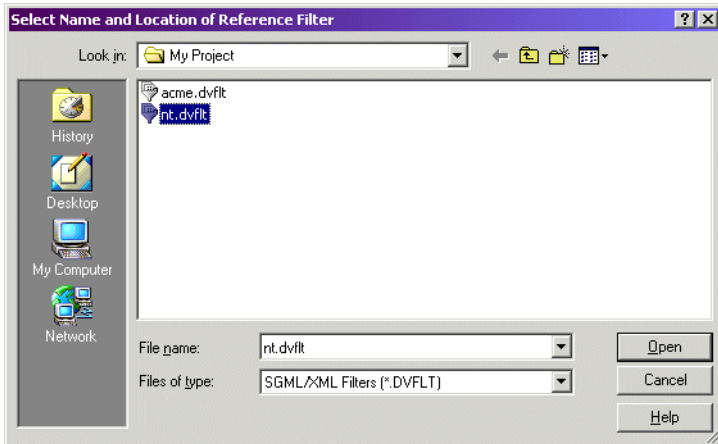 Select Name and Location of Reference Filter
Look in: My Project
acme.dvflt
nt.dvflt
History
Desktop
My Computer
Network
File name: nt.dvflt Open
Files of type: SGML/XML Filters (*.DVFLT) Cancel
Help